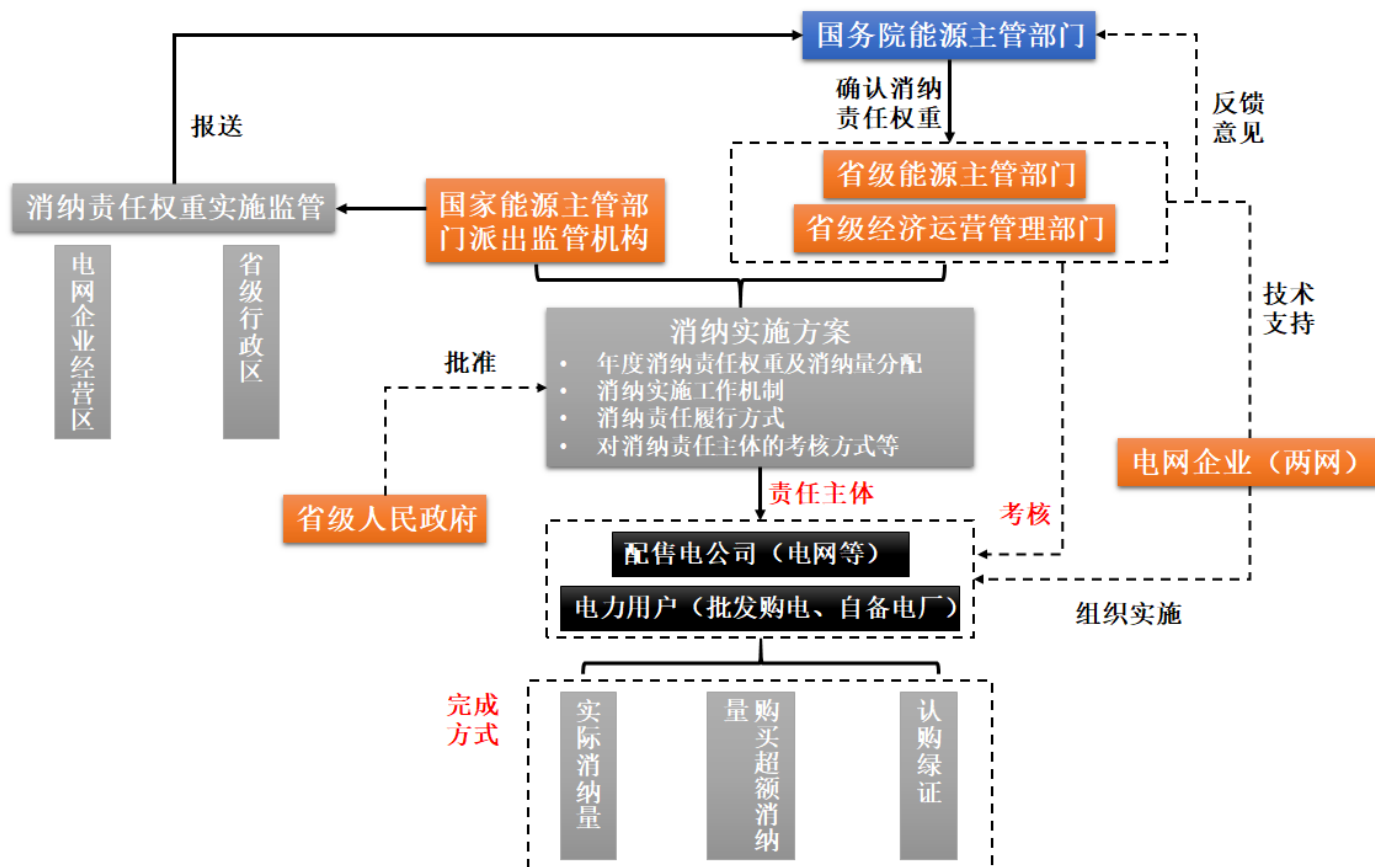 国务院能源主管部门
确认消纳
责任权重
反馈
意见
报送
省级能源主管部门
省级经济运营管理部门
消纳责任权重实施监管
国家能源主管部
门派出监管机构
电网企业经营区
省级行政区
技术
支持
消纳实施方案
• 年度消纳责任权重及消纳量分配
• 消纳实施工作机制
• 消纳责任履行方式
• 对消纳责任主体的考核方式等
批准
电网企业（两网）
省级人民政府
责任主体
考核
配售电公司（电网等）
电力用户（批发购电、自备电厂）
组织实施
完成
方式
实际消纳量
购买超额消纳
量
认购绿证